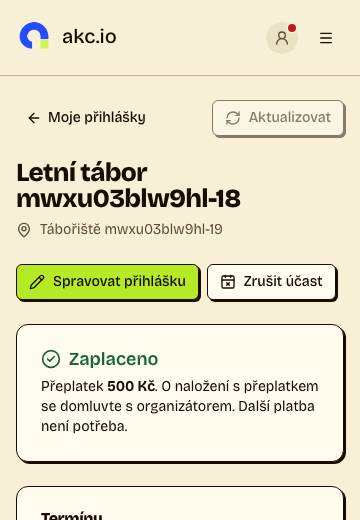 akc.io
Moje přihlášky
Aktualizovat
Letní tábor
mwxu03blw9hl-18
Tábořiště mwxu03blw9hl-19
Spravovat přihlášku
Zrušit účast
Zaplaceno
Přeplatek 500 Kč. O naložení s přeplatkem
se domluvte s organizátorem. Další platba
není potřeba.
Termíny